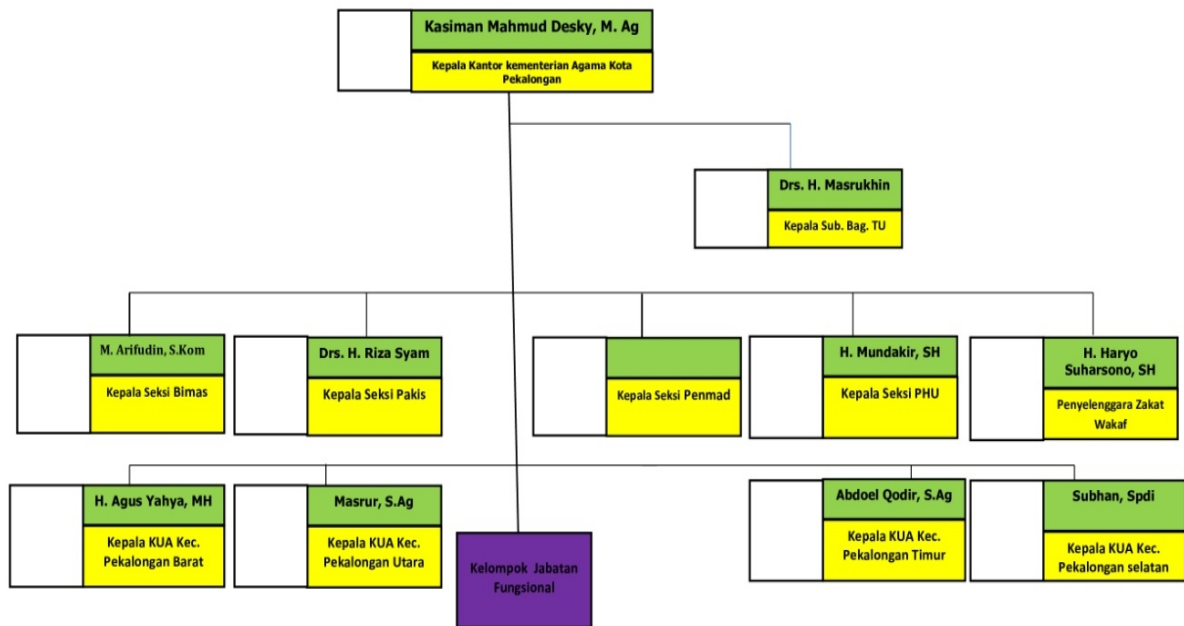 Kasiman Mahmud Desky, M. Ag
Kepala Kantor kementerian Agama Kota
Pekalongan
Drs. H. Masrukhin
Kepala Sub. Bag. TU
M. Arifudin, S.Kom
Kepala Seksi Bimas
Drs. H. Riza Syam
Kepala Seksi Pakis
Kepala Seksi Penmad
H. Mundakir, SH
Kepala Seksi PHU
H. Haryo
Suharsono, SH
Penyelenggara Zakat
Wakaf
H. Agus Yahya, MH
Kepala KUA Kec.
Pekalongan Barat
Masrur, S.Ag
Kepala KUA Kec.
Pekalongan Utara
Kelompok Jabatan
Fungsional
Abdoel Qodir, S.Ag
Kepala KUA Kec.
Pekalongan Timur
Subhan, Spdi
Kepala KUA Kec.
Pekalongan selatan